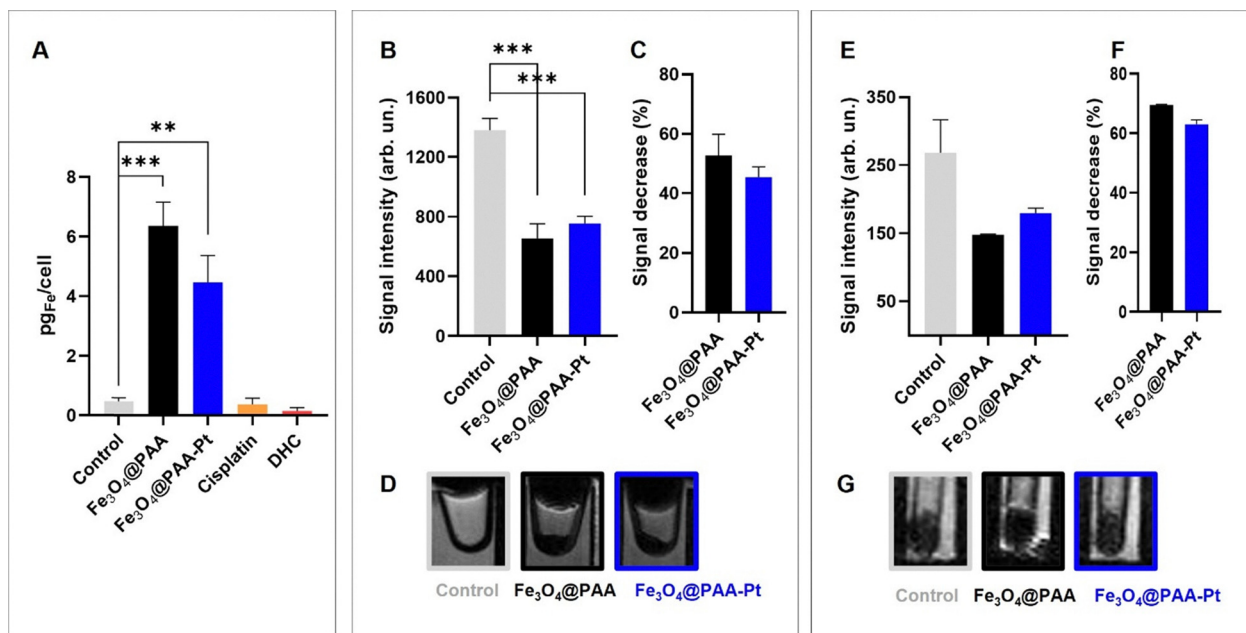 A
**
***
8
6
4
2
0
pgFe/cell
Control
Fe₃O₄@PAA
Fe₃O₄@PAA-Pt
Cisplatin
DHC
B
***
***
1600
1200
800
400
0
Signal intensity (arb. un.)
Control
Fe₃O₄@PAA
Fe₃O₄@PAA-Pt
C
80
60
40
20
0
Signal decrease (%)
Fe₃O₄@PAA
Fe₃O₄@PAA-Pt
D
Control
Fe₃O₄@PAA
Fe₃O₄@PAA-Pt
E
350
250
150
50
Signal intensity (arb. un.)
Control
Fe₃O₄@PAA
Fe₃O₄@PAA-Pt
F
80
60
40
20
0
Signal decrease (%)
Fe₃O₄@PAA
Fe₃O₄@PAA-Pt
G
Control
Fe₃O₄@PAA
Fe₃O₄@PAA-Pt